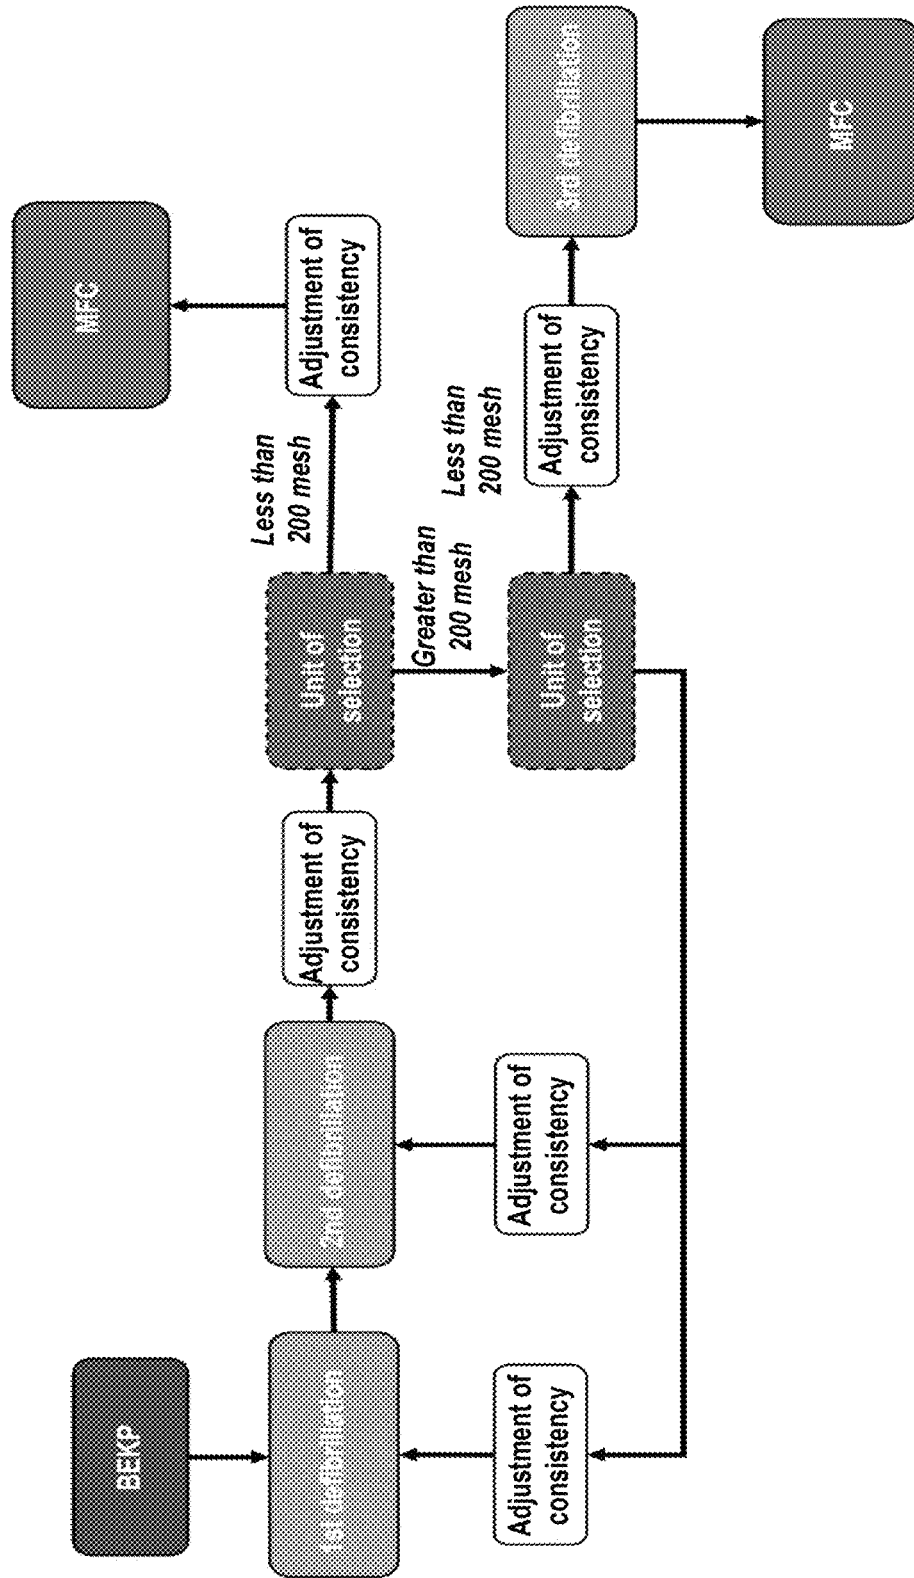 BEKP
1st defibrillation
2nd defibrillation
Adjustment of
consistency
Unit of
selection
Less than
200 mesh
Adjustment of
consistency
MFC
Greater than
200 mesh
Adjustment of
consistency
Adjustment of
consistency
Unit of
selection
Less than
200 mesh
Adjustment of
consistency
3rd defibrillation
MFC